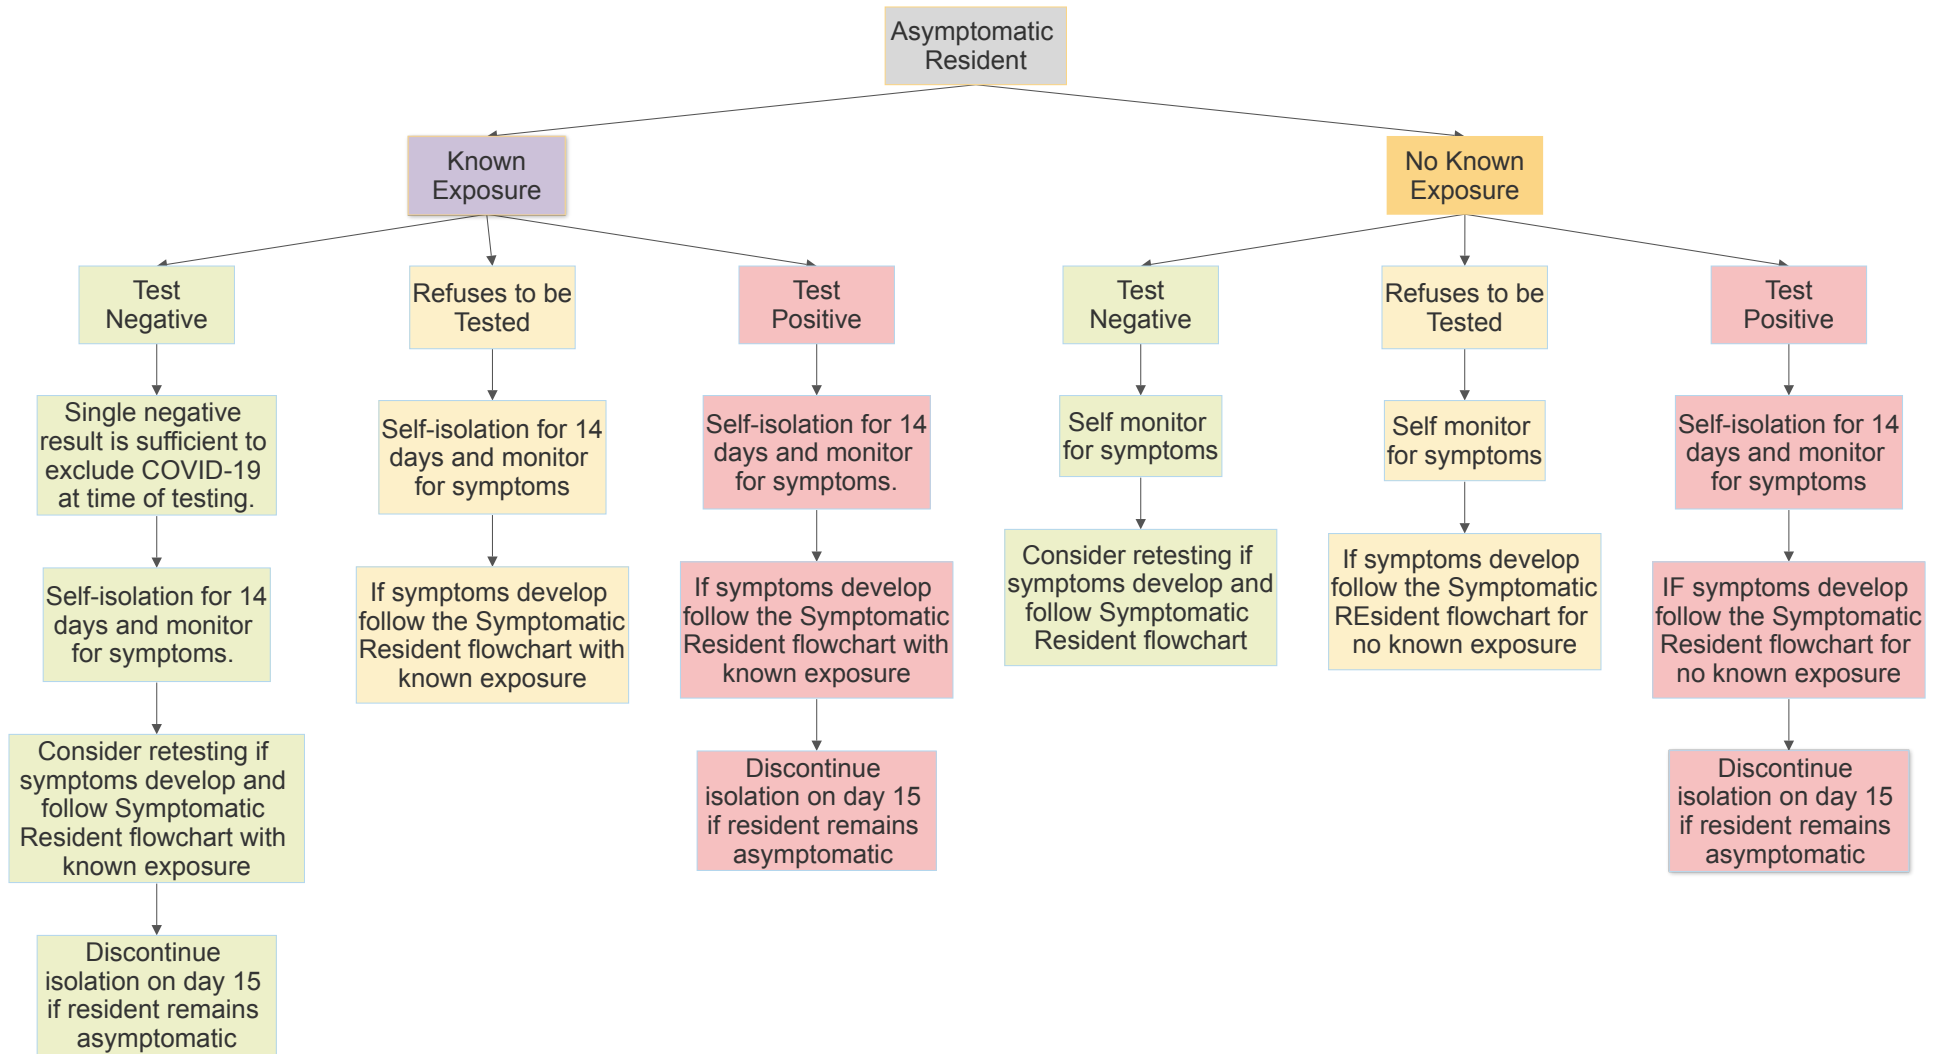 Asymptomatic
Resident
Known
Exposure
No Known
Exposure
Test
Negative
Refuses to be
Tested
Test
Positive
Test
Negative
Refuses to be
Tested
Test
Positive
Single negative
result is sufficient to
exclude COVID-19
at time of testing.
Self-isolation for 14
days and monitor
for symptoms
Self-isolation for 14
days and monitor
for symptoms.
Self monitor
for symptoms
Self monitor
for symptoms
Self-isolation for 14
days and monitor
for symptoms
Self-isolation for 14
days and monitor
for symptoms.
If symptoms develop
follow the Symptomatic
Resident flowchart with
known exposure
If symptoms develop
follow the Symptomatic
Resident flowchart with
known exposure
Consider retesting if
symptoms develop and
follow Symptomatic
Resident flowchart
If symptoms develop
follow the Symptomatic
REsident flowchart for
no known exposure
IF symptoms develop
follow the Symptomatic
Resident flowchart for
no known exposure
Consider retesting if
symptoms develop and
follow Symptomatic
Resident flowchart with
known exposure
Discontinue
isolation on day 15
if resident remains
asymptomatic
Discontinue
isolation on day 15
if resident remains
asymptomatic
Discontinue
isolation on day 15
if resident remains
asymptomatic